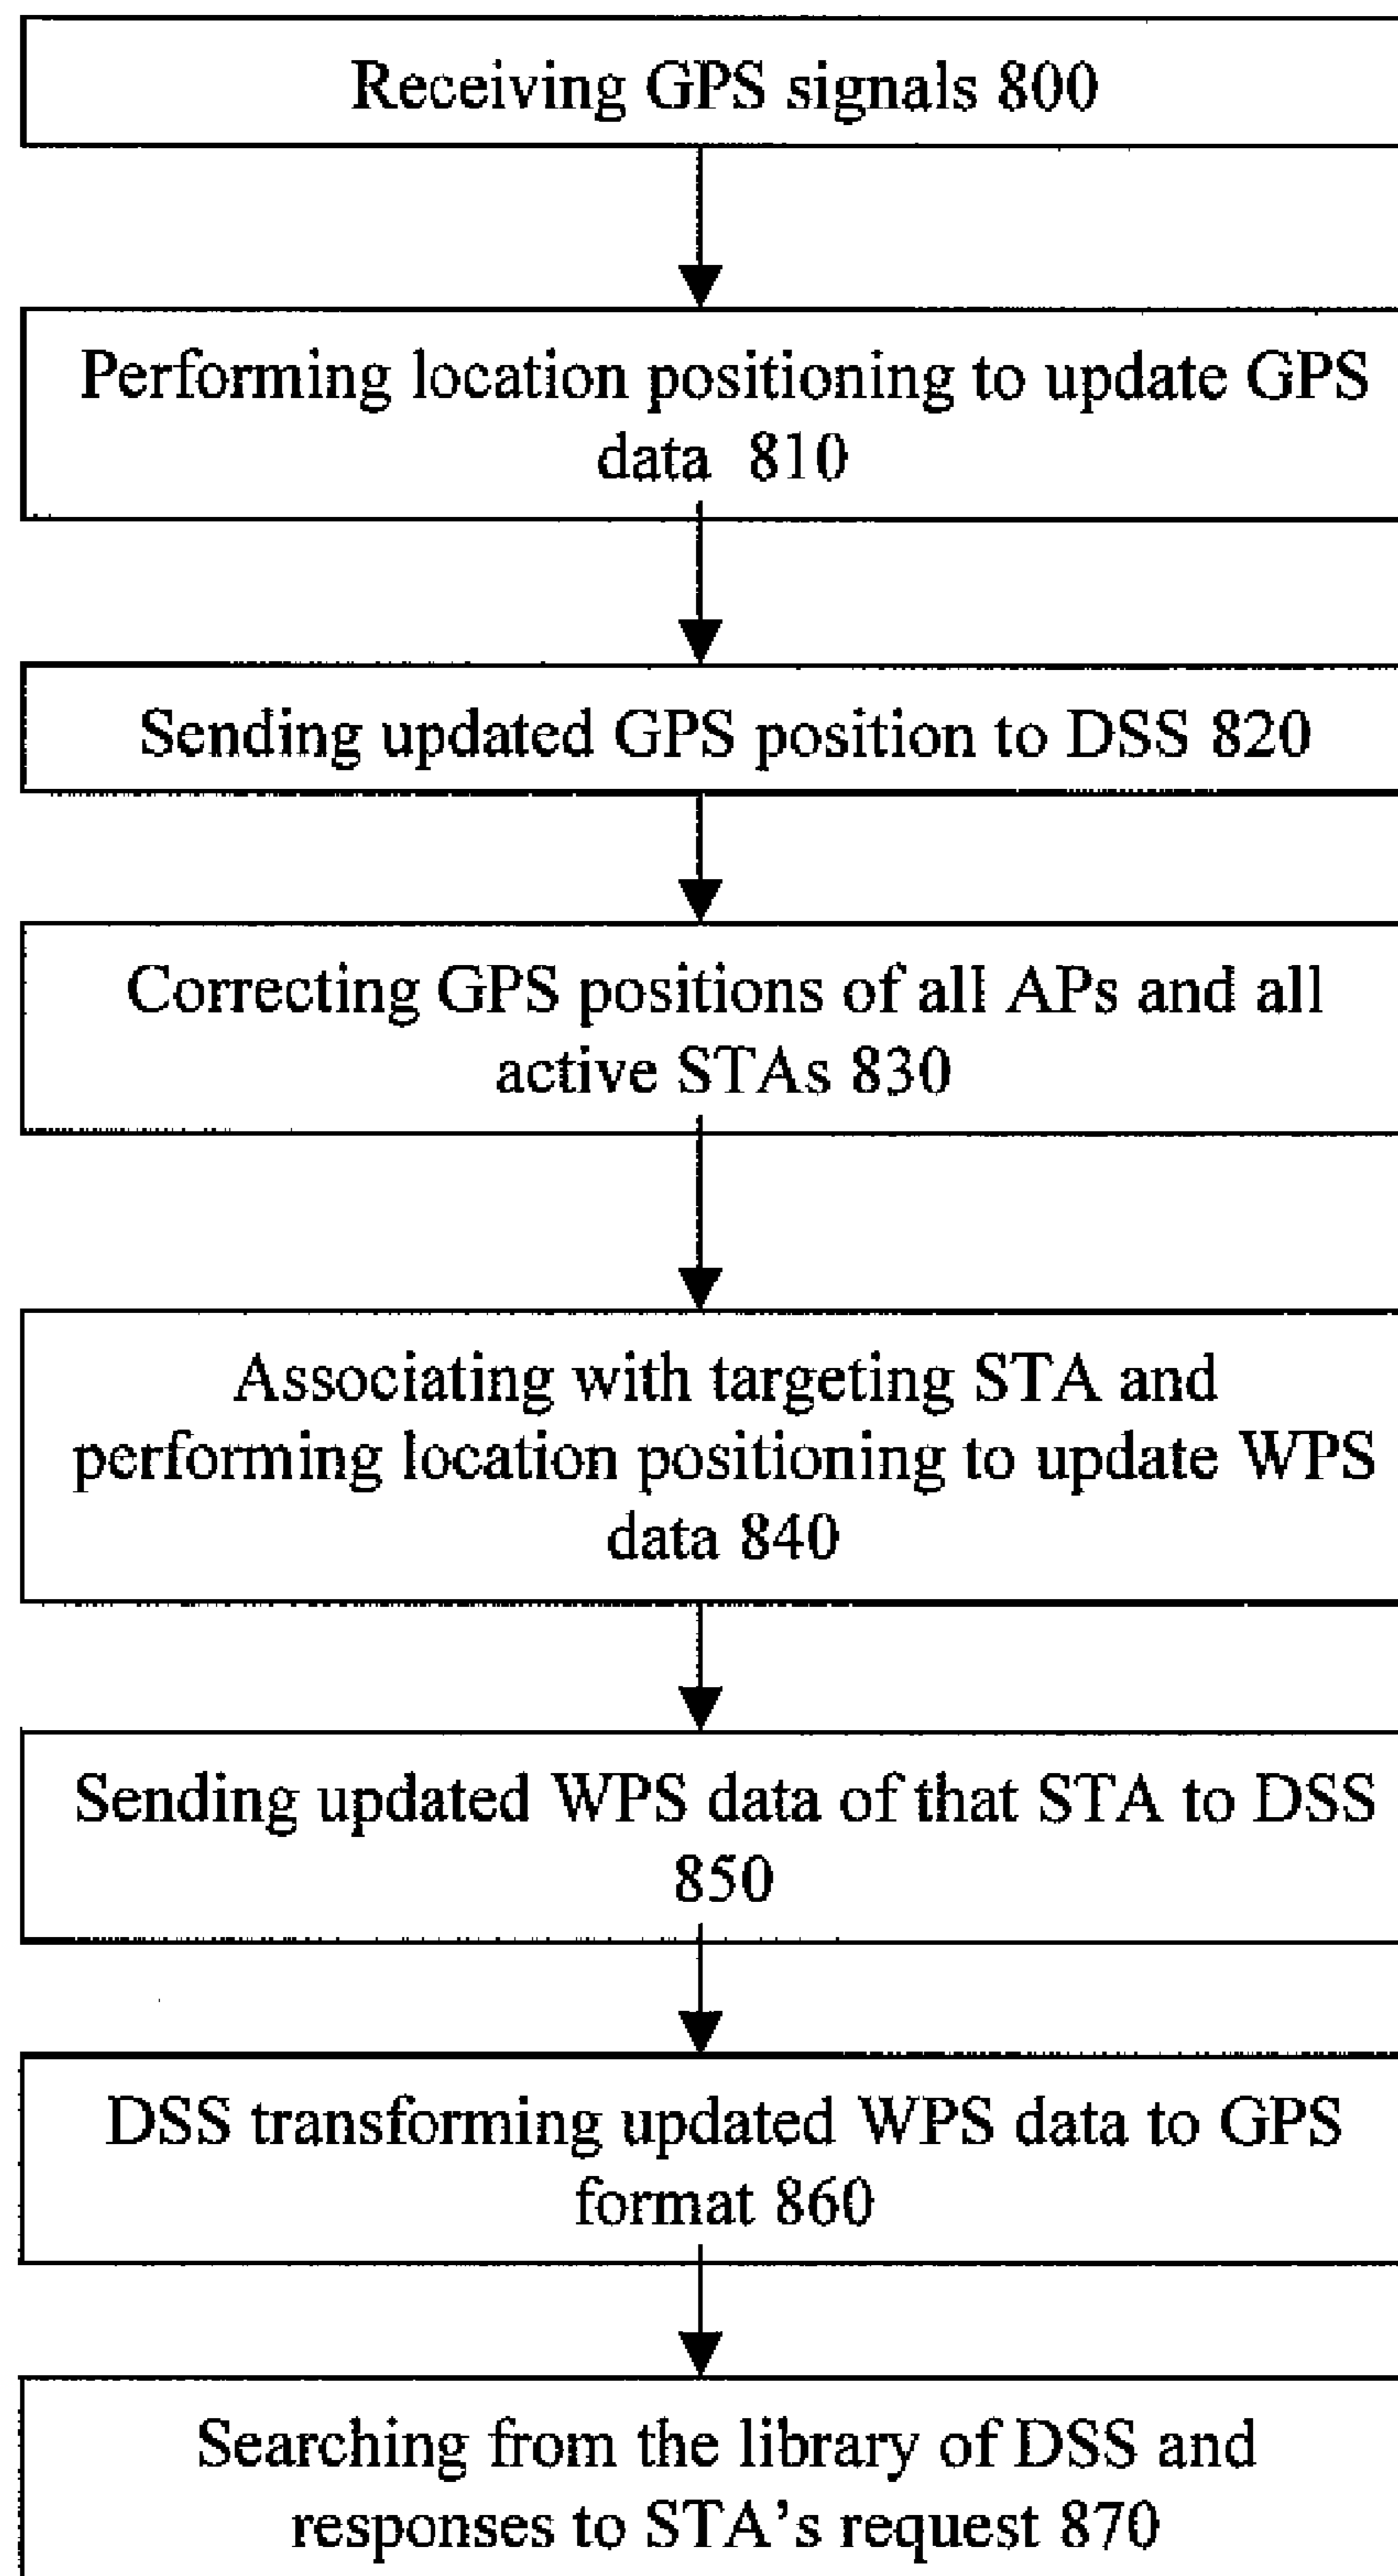 Receiving GPS signals 800
Performing location positioning to update GPS
data 810
Sending updated GPS position to DSS 820
Correcting GPS positions of all APs and all
active STAs 830
Associating with targeting STA and
performing location positioning to update WPS
data 840
Sending updated WPS data of that STA to DSS
850
DSS transforming updated WPS data to GPS
format 860
Searching from the library of DSS and
responses to STA's request 870